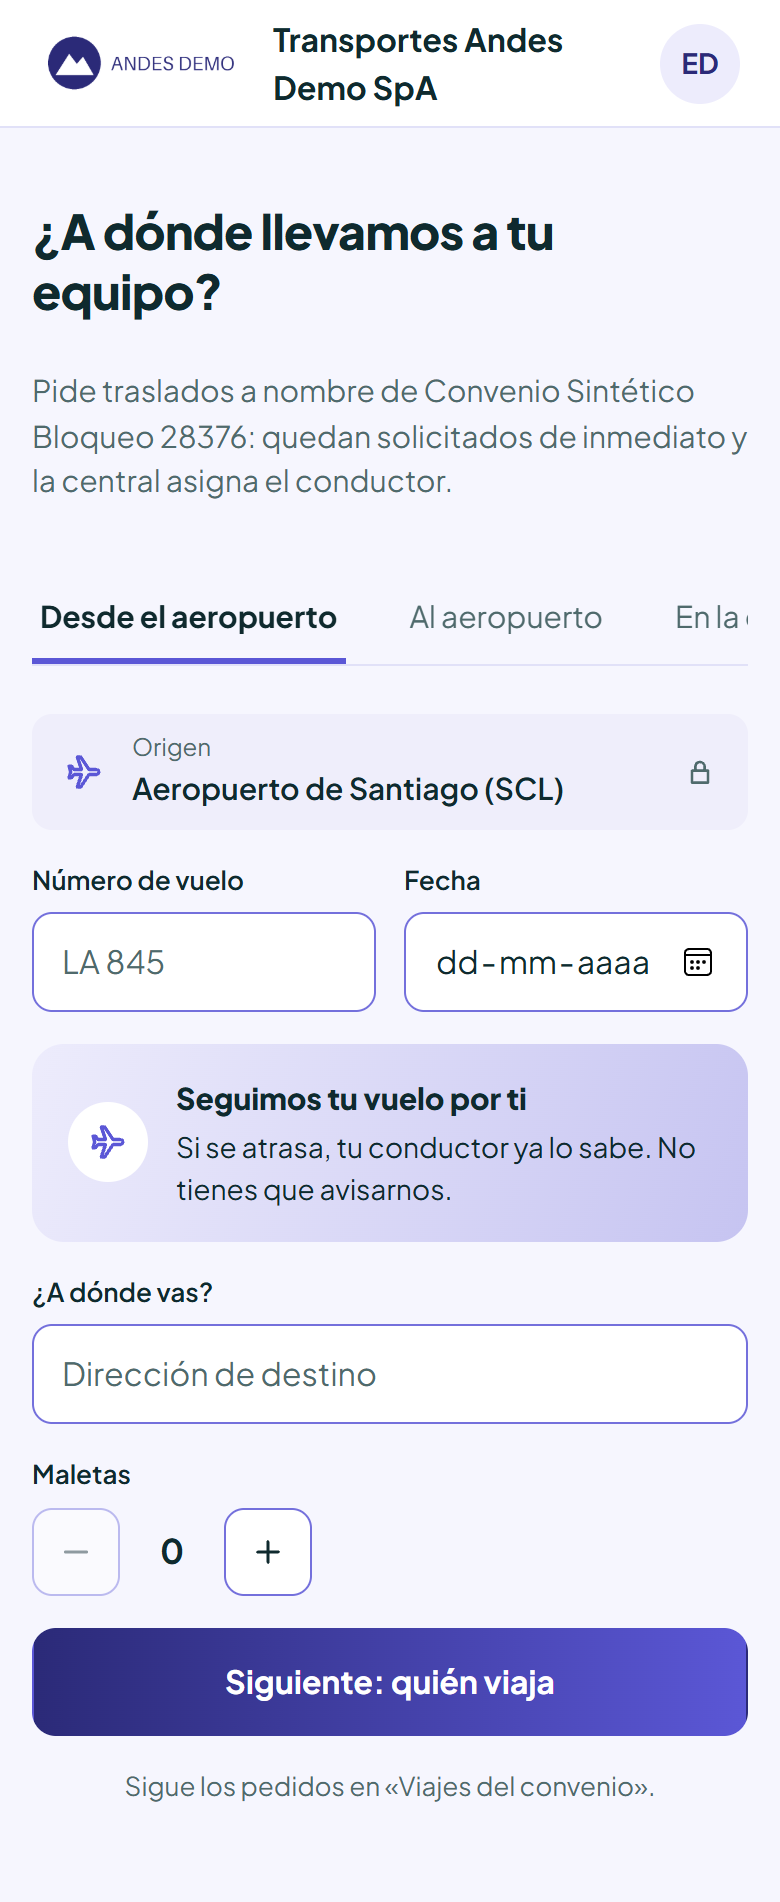 ANDES DEMO
Transportes Andes
Demo SpA
ED
¿A dónde llevamos a tu
equipo?
Pide traslados a nombre de Convenio Sintético
Bloqueo 28376: quedan solicitados de inmediato y
la central asigna el conductor.
Desde el aeropuerto
Al aeropuerto
En la
Origen
Aeropuerto de Santiago (SCL)
Número de vuelo
Fecha
LA 845
dd-mm-aaaa
Seguimos tu vuelo por ti
Si se atrasa, tu conductor ya lo sabe. No
tienes que avisarnos.
¿A dónde vas?
Dirección de destino
Maletas
0
Siguiente: quién viaja
Sigue los pedidos en «Viajes del convenio».